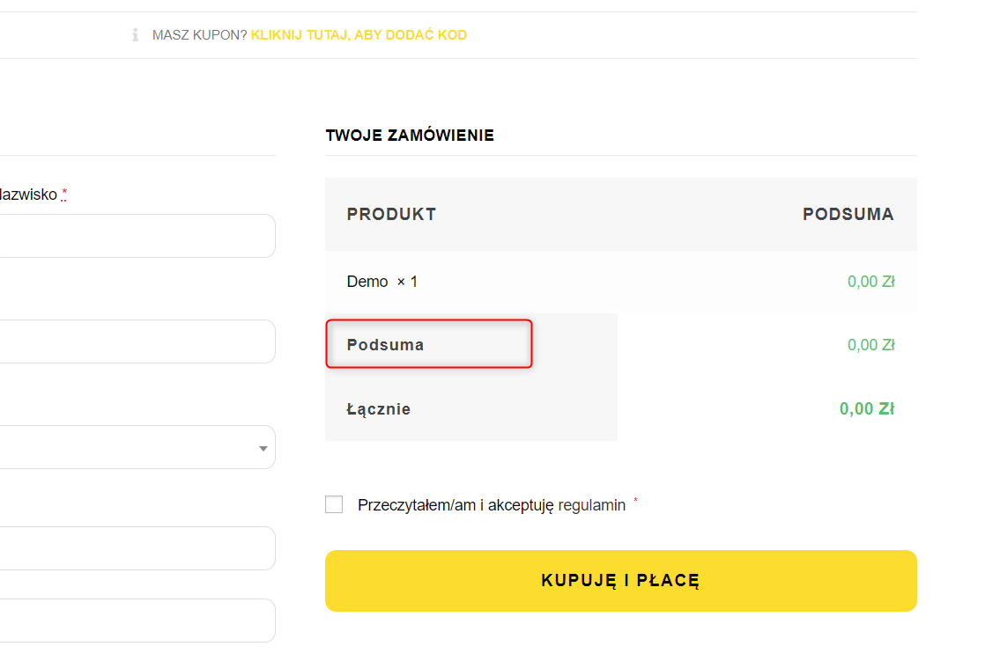 MASZ KUPON? KLIKNIJ TUTAJ, ABY DODAĆ KOD
TWOJE ZAMÓWIENIE
azwisko *
PRODUKT PODSUMA
Demo × 1 0,00 Zł
Podsuma 0,00 Zł
Łącznie 0,00 Zł
Przeczytałem/am i akceptuję regulamin *
KUPUJĘ I PŁACĘ